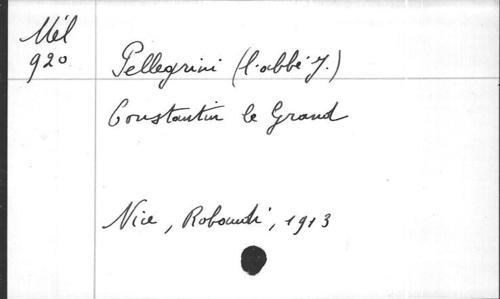 Mél
920
Pellegrini (l'abbé J.)
Constantin le Grand
Nice, Robaudi, 1913